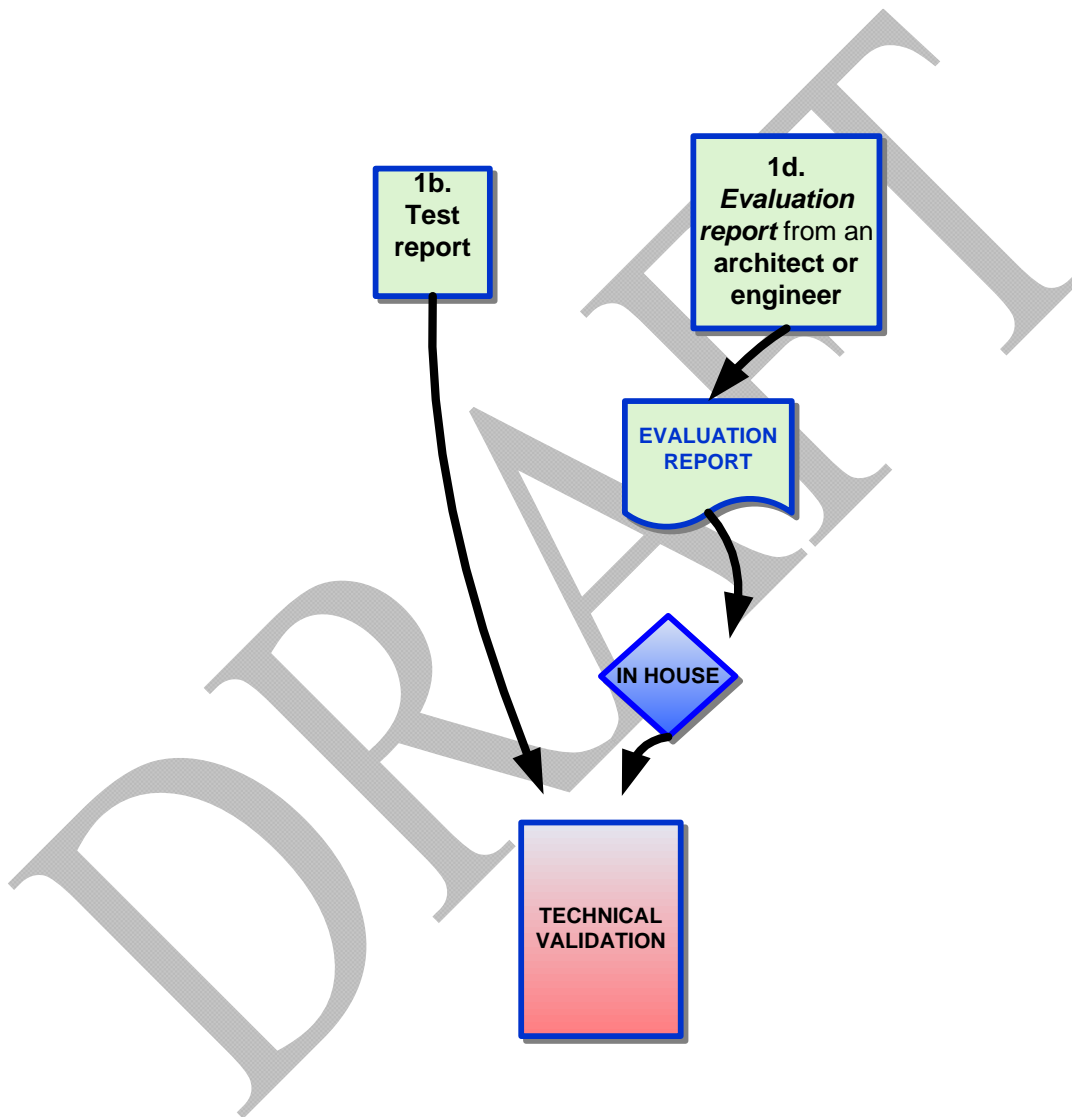 1b.
Test
report
1d.
Evaluation
report from an
architect or
engineer
EVALUATION
REPORT
IN HOUSE
TECHNICAL
VALIDATION
DRAFT